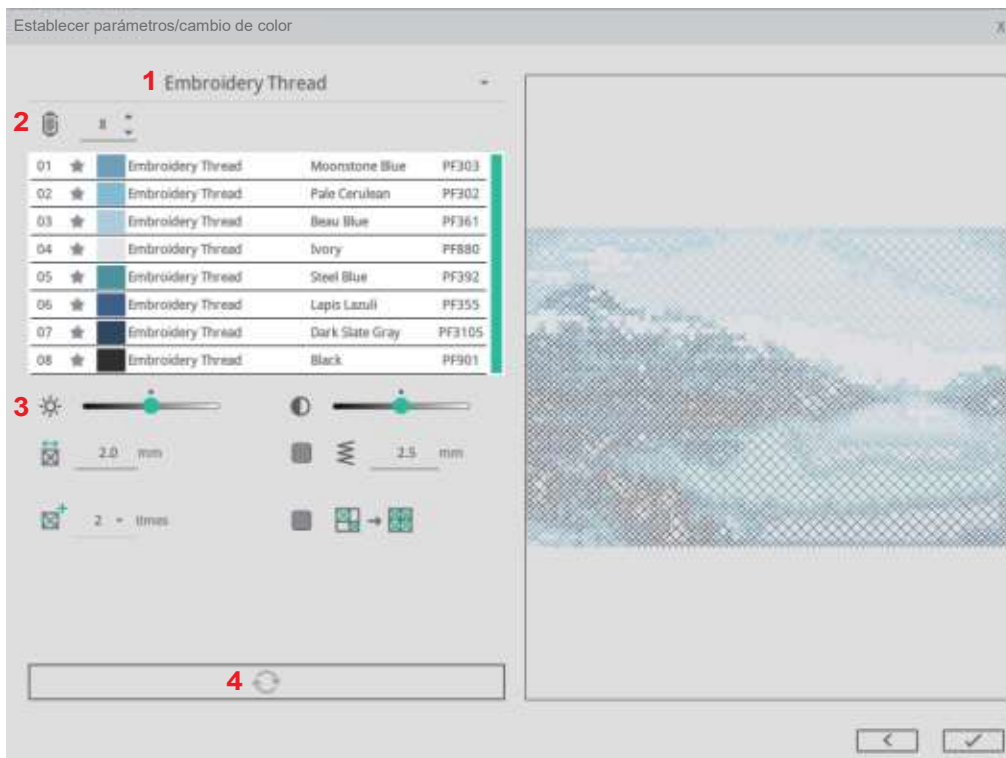 Establecer parámetros/cambio de color
X
1 Embroidery Thread
2 8
01 Embroidery Thread Moonstone Blue PF303
02 Embroidery Thread Pale Cerulean PF302
03 Embroidery Thread Beau Blue PF361
04 Embroidery Thread Ivory PF880
05 Embroidery Thread Steel Blue PF392
06 Embroidery Thread Lapis Lazuli PF355
07 Embroidery Thread Dark Slate Gray PF3105
08 Embroidery Thread Black PF901
3
2.0 mm 2.5 mm
2 times
4